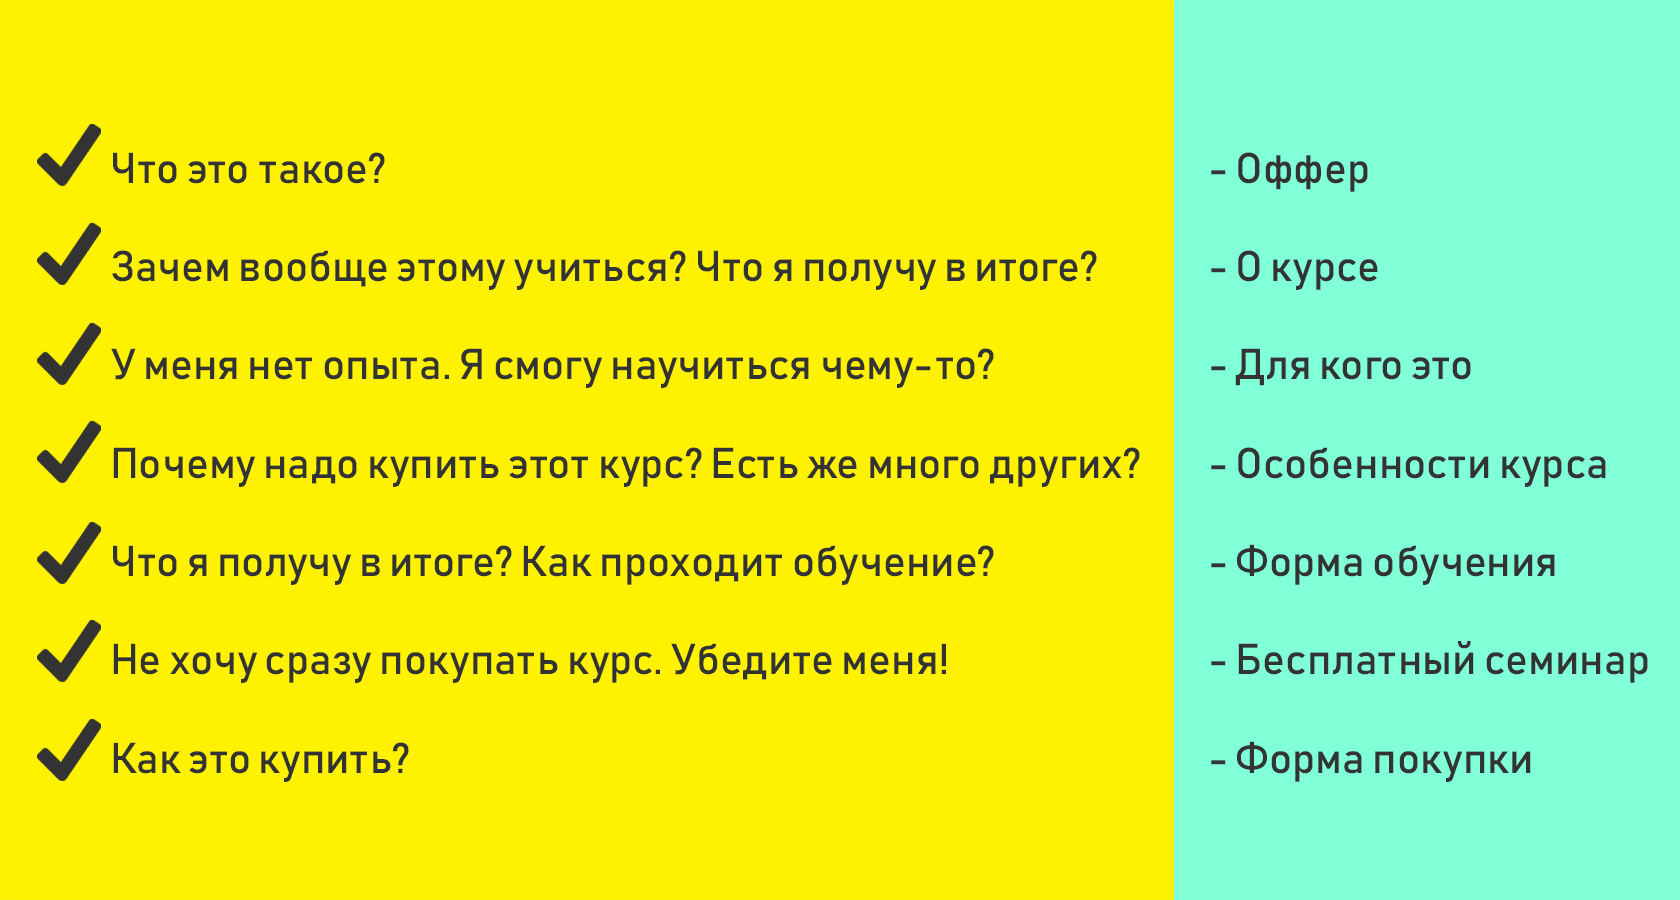 Что это такое? - Оффер
Зачем вообще этому учиться? Что я получу в итоге? - О курсе
У меня нет опыта. Я смогу научиться чему-то? - Для кого это
Почему надо купить этот курс? Есть же много других? - Особенности курса
Что я получу в итоге? Как проходит обучение? - Форма обучения
Не хочу сразу покупать курс. Убедите меня! - Бесплатный семинар
Как это купить? - Форма покупки